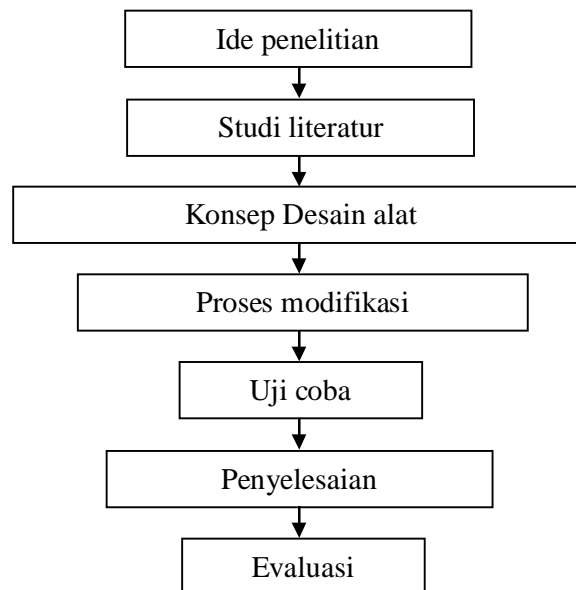 Ide penelitian
Studi literatur
Konsep Desain alat
Proses modifikasi
Uji coba
Penyelesaian
Evaluasi